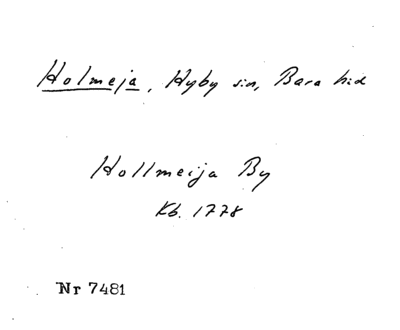 Holmeja, Hyby sn, Bara hd
Hollmeija By
Kb. 1778
Nr 7481